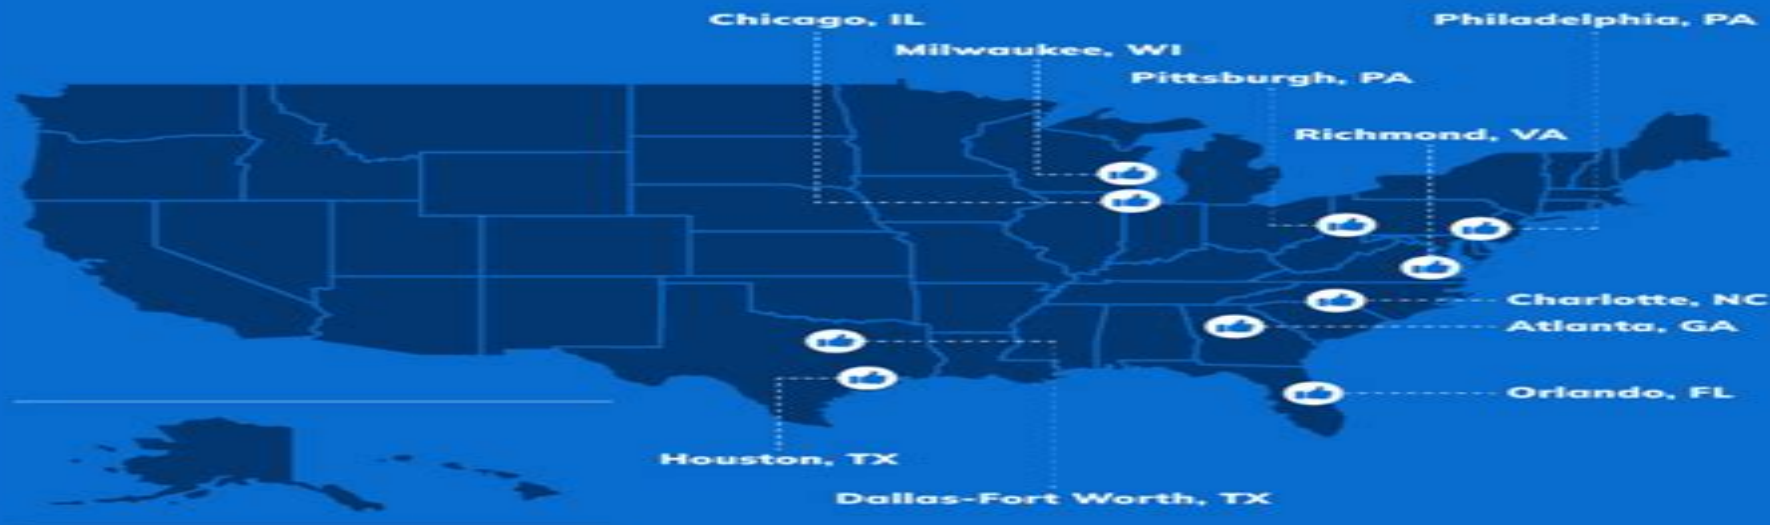 Chicago, IL
Philadelphia, PA
Milwaukee, WI
Pittsburgh, PA
Richmond, VA
Charlotte, NC
Atlanta, GA
Orlando, FL
Houston, TX
Dallas-Fort Worth, TX